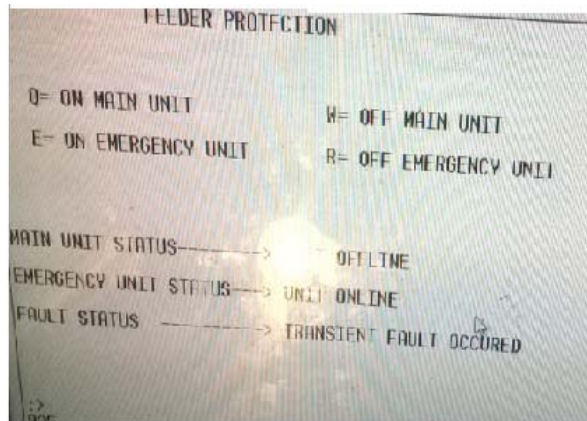 FEEDER PROTECTION
Q= ON MAIN UNIT
W= OFF MAIN UNIT
E- ON EMERGENCY UNIT
R= OFF EMERGENCY UNIT
MAIN UNIT STATUS---------> OFFLINE
EMERGENCY UNIT STATUS---> UNIT ONLINE
FAULT STATUS -----------> TRANSIENT FAULT OCCURED
:>